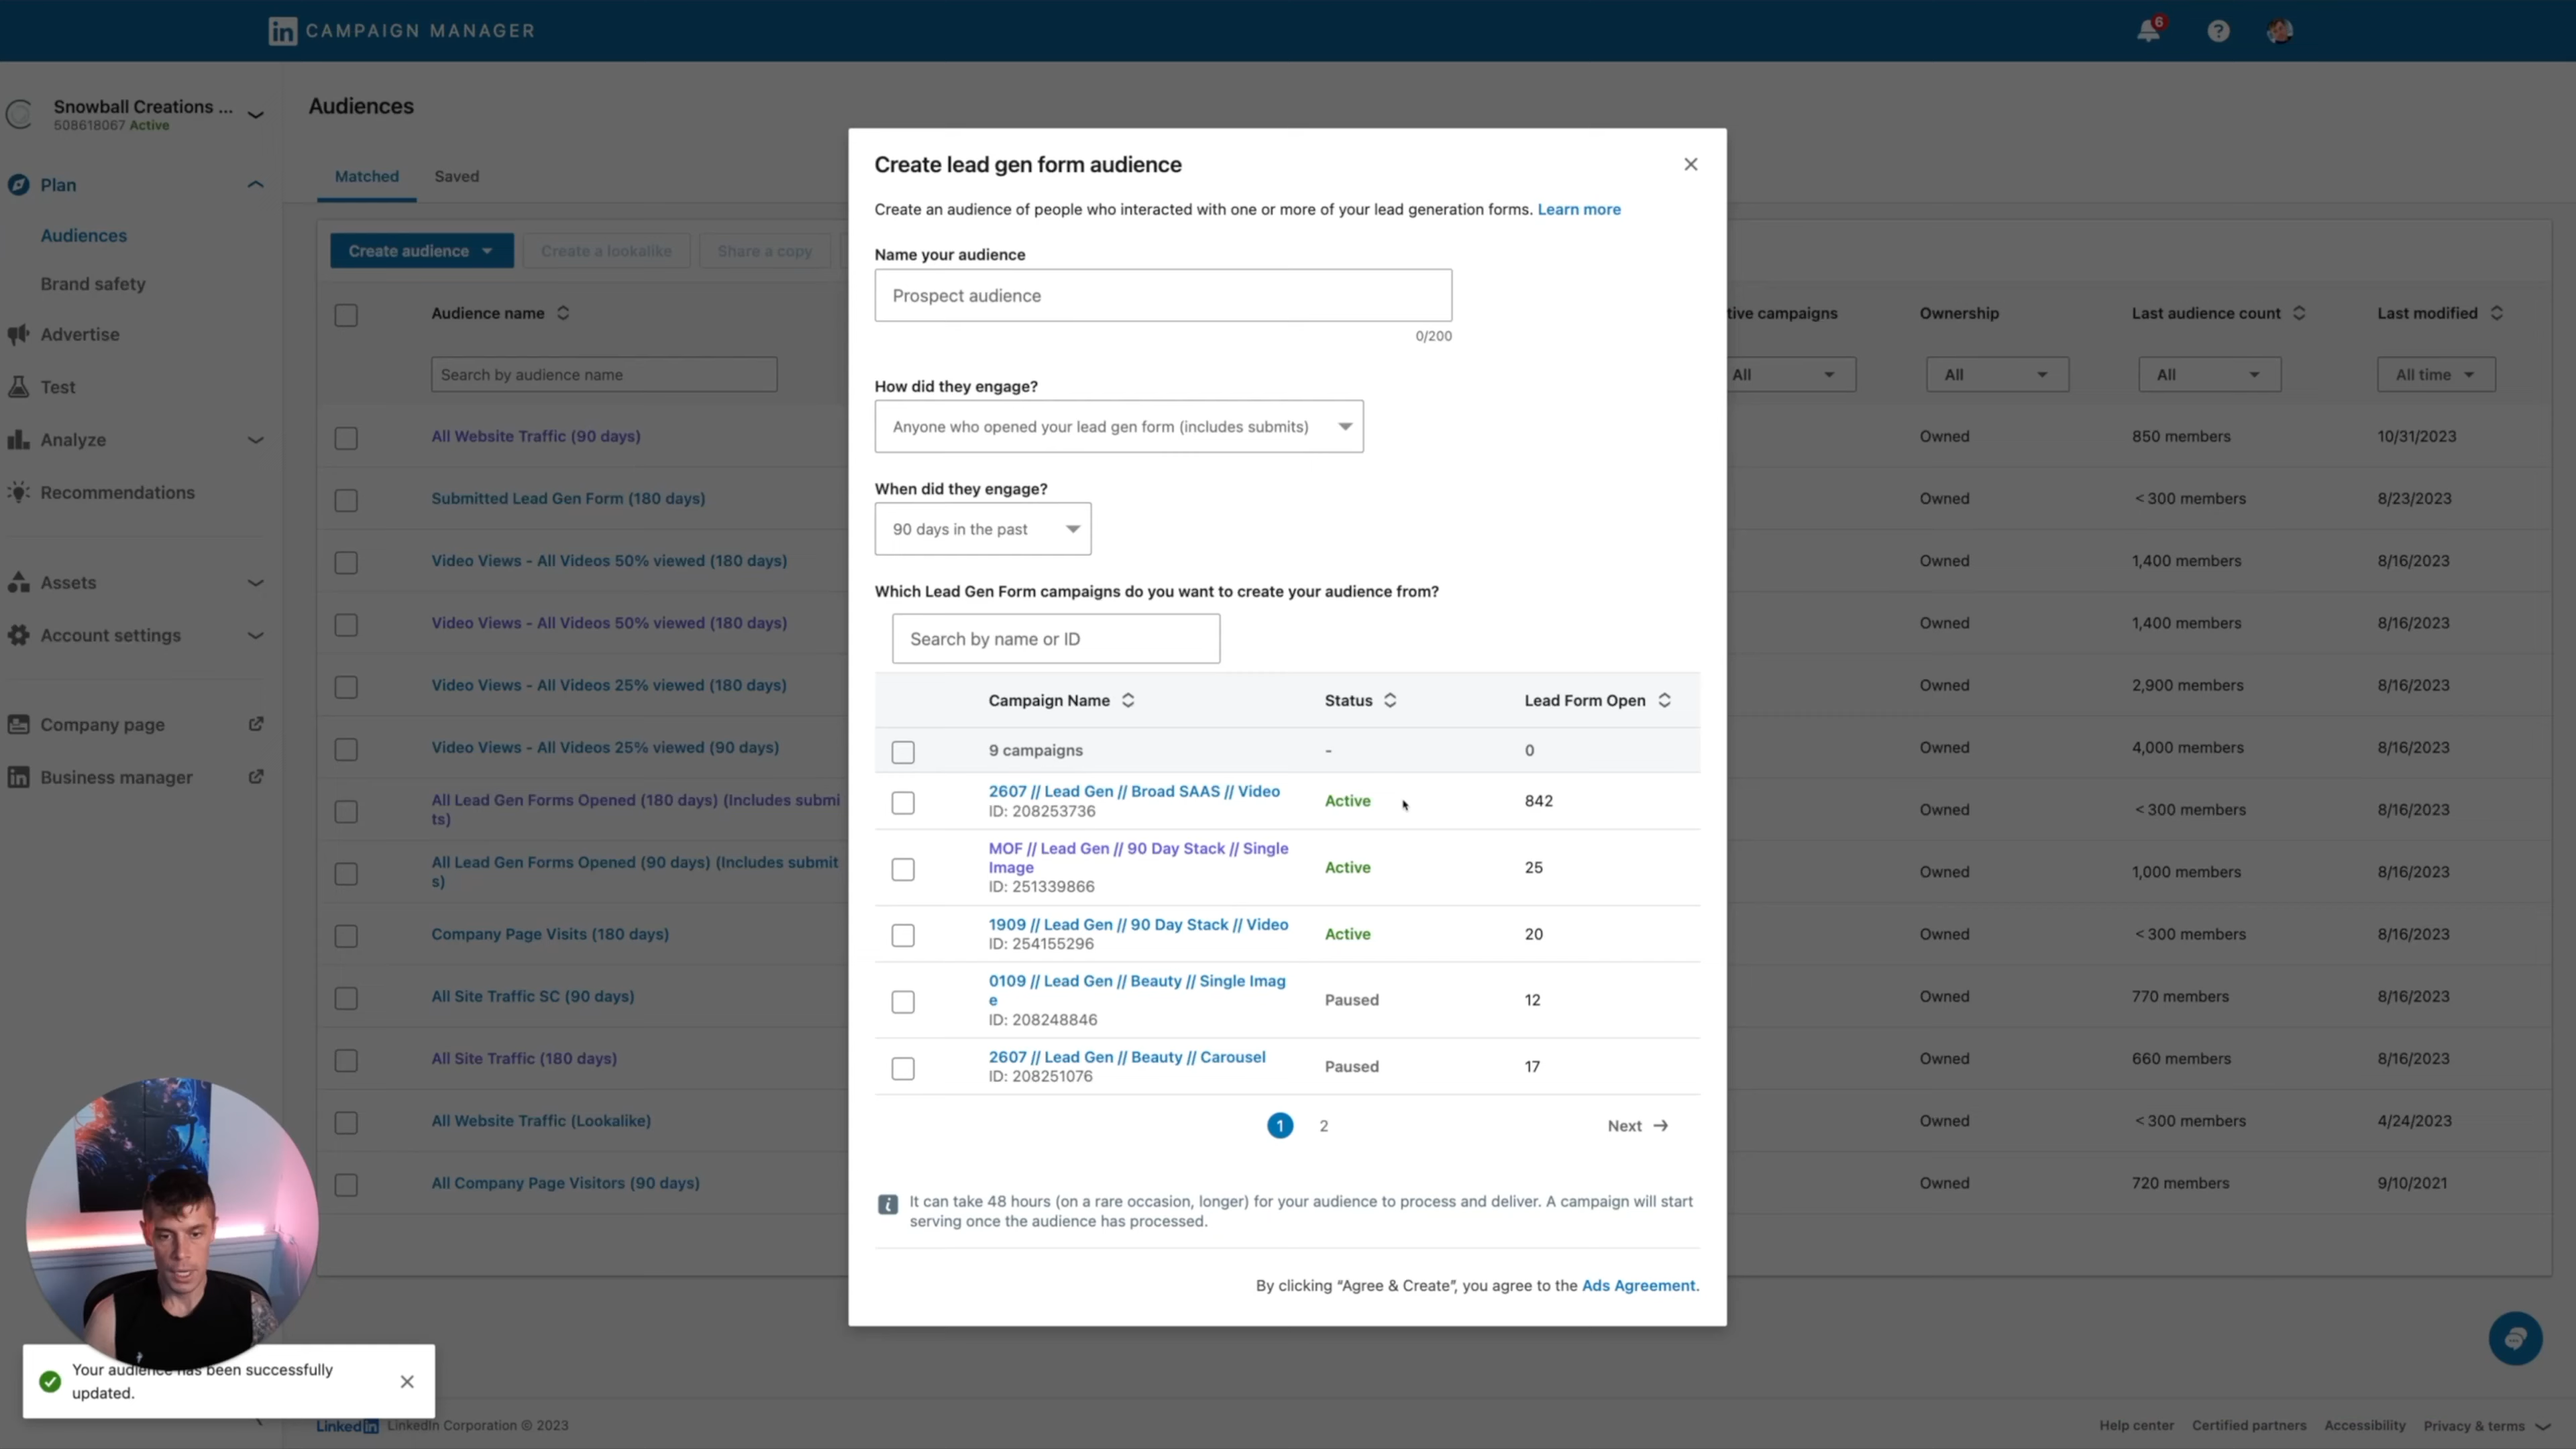 in CAMPAIGN MANAGER
6
?
Snowball Creations ...
508618067 Active
Plan
Audiences
Brand safety
Advertise
Test
Analyze
Recommendations
Assets
Account settings
Company page
in Business manager
Audiences
Matched
Saved
Create audience
Create a lookalike
Share a copy
Audience name
tive campaigns
Ownership
Last audience count
Last modified
Search by audience name
All
All
All
All time
All Website Traffic (90 days)
Owned
850 members
10/31/2023
Submitted Lead Gen Form (180 days)
Owned
< 300 members
8/23/2023
Video Views - All Videos 50% viewed (180 days)
Owned
1,400 members
8/16/2023
Video Views - All Videos 50% viewed (180 days)
Owned
1,400 members
8/16/2023
Video Views - All Videos 25% viewed (180 days)
Owned
2,900 members
8/16/2023
Video Views - All Videos 25% viewed (90 days)
Owned
4,000 members
8/16/2023
All Lead Gen Forms Opened (180 days) (Includes submi
ts)
Owned
< 300 members
8/16/2023
All Lead Gen Forms Opened (90 days) (Includes submit
s)
Owned
1,000 members
8/16/2023
Company Page Visits (180 days)
Owned
< 300 members
8/16/2023
All Site Traffic SC (90 days)
Owned
770 members
8/16/2023
All Site Traffic (180 days)
Owned
660 members
8/16/2023
All Website Traffic (Lookalike)
Owned
< 300 members
4/24/2023
All Company Page Visitors (90 days)
Owned
720 members
9/10/2021
Create lead gen form audience
Create an audience of people who interacted with one or more of your lead generation forms. Learn more
Name your audience
Prospect audience
0/200
How did they engage?
Anyone who opened your lead gen form (includes submits)
When did they engage?
90 days in the past
Which Lead Gen Form campaigns do you want to create your audience from?
Search by name or ID
Campaign Name
Status
Lead Form Open
9 campaigns
-
0
2607 // Lead Gen // Broad SAAS // Video
ID: 208253736
Active
842
MOF // Lead Gen // 90 Day Stack // Single
Image
ID: 251339866
Active
25
1909 // Lead Gen // 90 Day Stack // Video
ID: 254155296
Active
20
0109 // Lead Gen // Beauty // Single Imag
e
ID: 208248846
Paused
12
2607 // Lead Gen // Beauty // Carousel
ID: 208251076
Paused
17
1
2
Next
It can take 48 hours (on a rare occasion, longer) for your audience to process and deliver. A campaign will start
serving once the audience has processed.
By clicking "Agree & Create", you agree to the Ads Agreement.
Your audience has been successfully
updated.
Linkedin LinkedIn Corporation © 2023
Help center
Certified partners
Accessibility
Privacy & terms